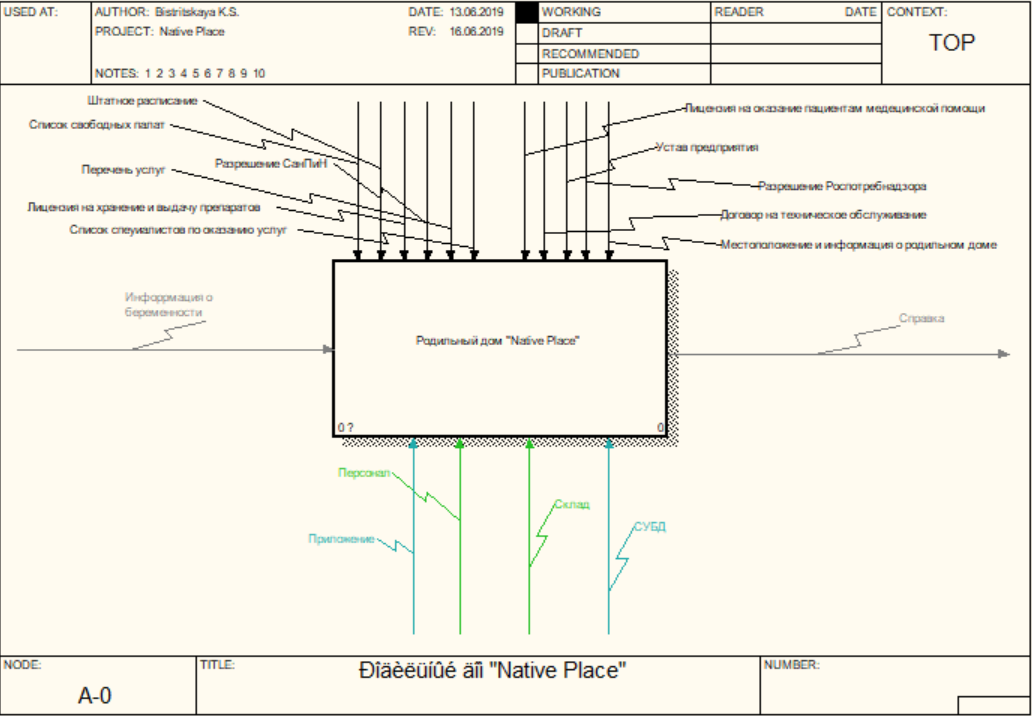 USED AT:
AUTHOR: Bistritskaya K.S.
DATE: 13.06.2019
PROJECT: Native Place
REV: 16.06.2019
NOTES: 1 2 3 4 5 6 7 8 9 10
WORKING
DRAFT
RECOMMENDED
PUBLICATION
READER
DATE
CONTEXT:
TOP
Штатное расписание
Список свободных палат
Перечень услуг
Разрешение СанПиН
Лицензия на хранение и выдачу препаратов
Список спеуиалистов по оказанию услуг
Лицензия на оказание пациентам медецинской помощи
Устав предприятия
Разрешение Роспотребнадзора
Договор на техническое обслуживание
Местоположение и информация о родильном доме
Инфоррмация о
беременности
Родильный дом "Native Place"
Справка
0 ?
0
Персонал
Склад
Приложение
СУБД
NODE:
A-0
TITLE:
Ðîäèëüíûé äîì "Native Place"
NUMBER: